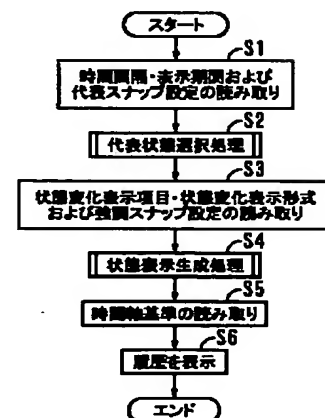 スタート
S1
時間間隔・表示期間および
代表スナップ設定の読み取り
S2
代表状態選択処理
S3
状態変化表示項目・状態変化表示形式
および強調スナップ設定の読み取り
S4
状態表示生成処理
S5
時間軸基準の読み取り
S6
履歴を表示
エンド